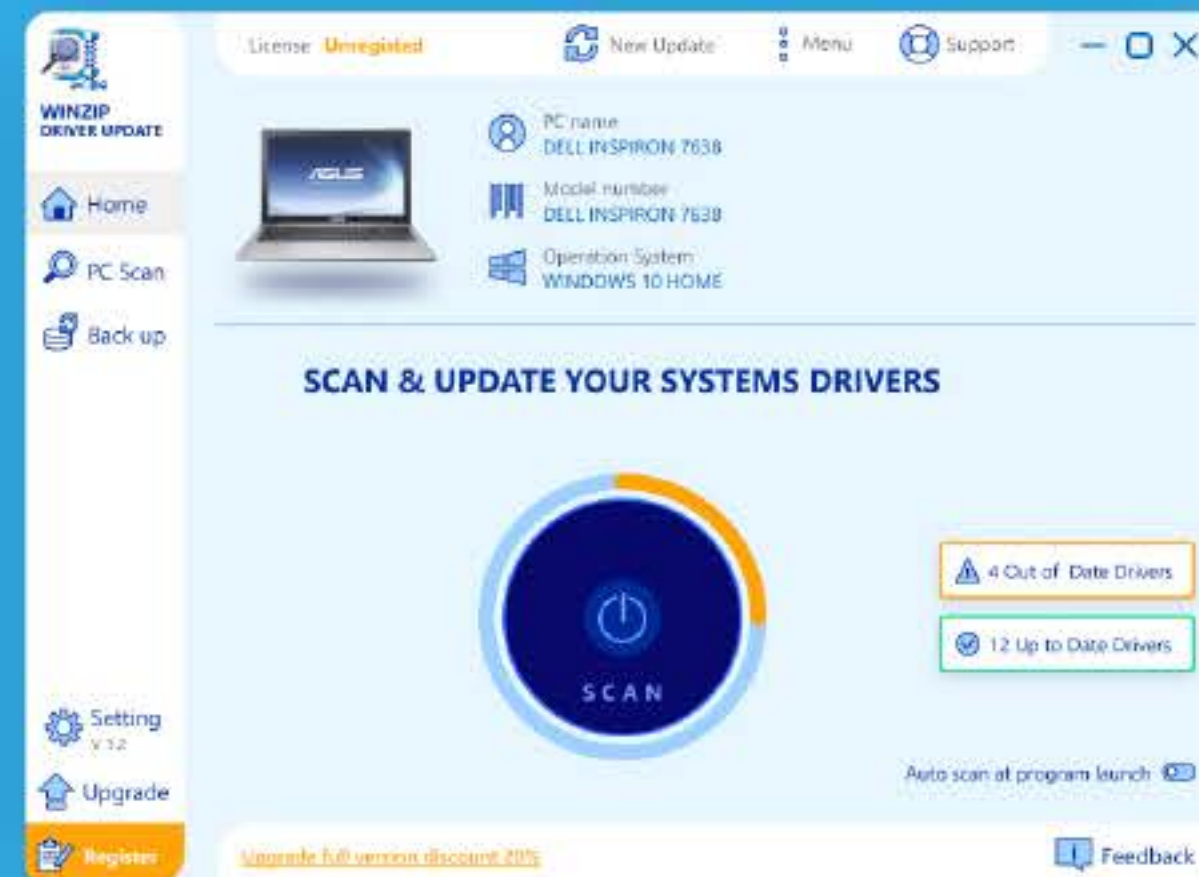 WINZIP
DRIVER UPDATE
License Unregisted
New Update
Menu
Support
ASUS
PC name
DELL INSPIRON 7638
Model number
DELL INSPIRON 7638
Operation System
WINDOWS 10 HOME
Home
PC Scan
Back up
SCAN & UPDATE YOUR SYSTEMS DRIVERS
SCAN
4 Out of Date Drivers
12 Up to Date Drivers
Auto scan at program launch
Setting
V 1.2
Upgrade
Register
Upgrade full version discount 20%
Feedback